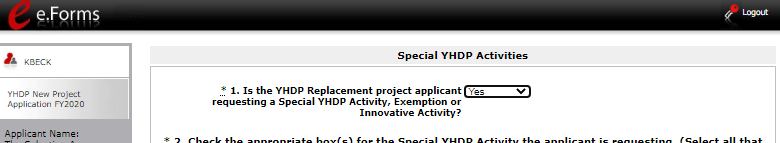 e e.Forms
Logout
KBECK
YHDP New Project
Application FY2020
Applicant Name:
Special YHDP Activities
* 1. Is the YHDP Replacement project applicant
requesting a Special YHDP Activity, Exemption or
Innovative Activity?
Yes
* 2. Check the appropriate box(s) for the Special YHDP Activity the applicant is requesting. (Select all that